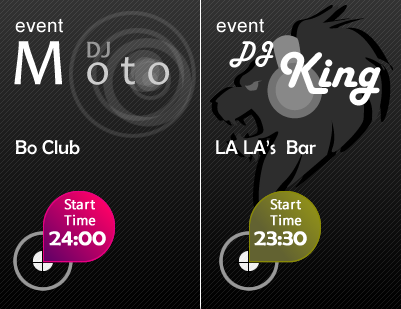 event
DJ
Moto
Bo Club
Start
Time
24:00
event
DJ
King
LA LA's Bar
Start
Time
23:30